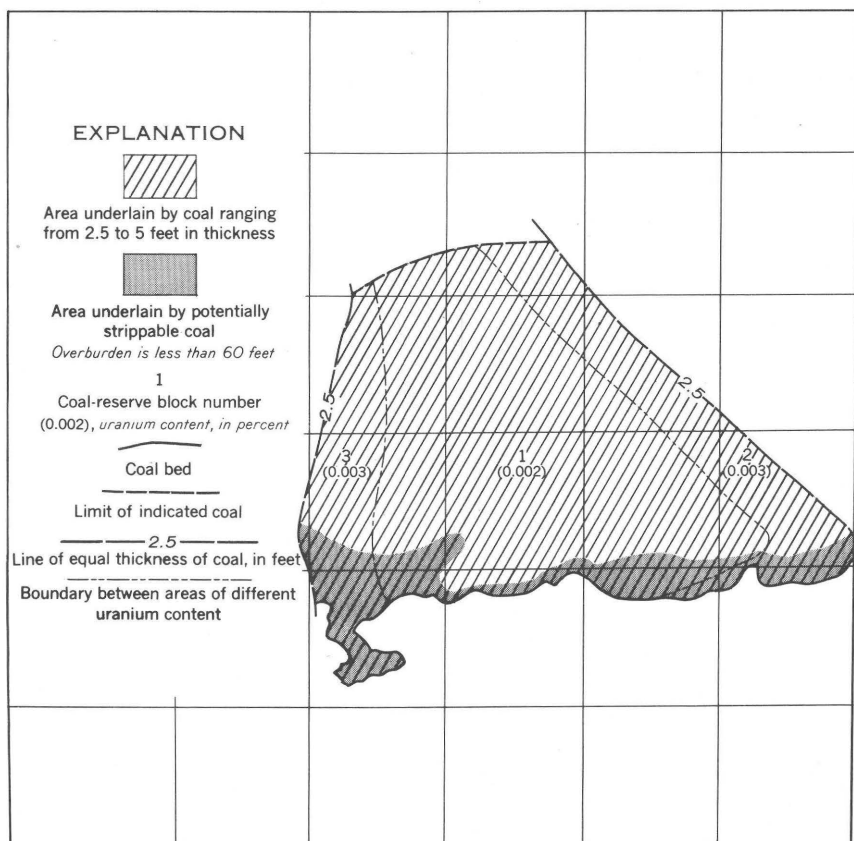 EXPLANATION
Area underlain by coal ranging
from 2.5 to 5 feet in thickness
Area underlain by potentially
strippable coal
Overburden is less than 60 feet
1
Coal-reserve block number
(0.002), uranium content, in percent
Coal bed
Limit of indicated coal
2.5
Line of equal thickness of coal, in feet
Boundary between areas of different
uranium content
2.5
2.5
3
(0.003)
1
(0.002)
2
(0.003)